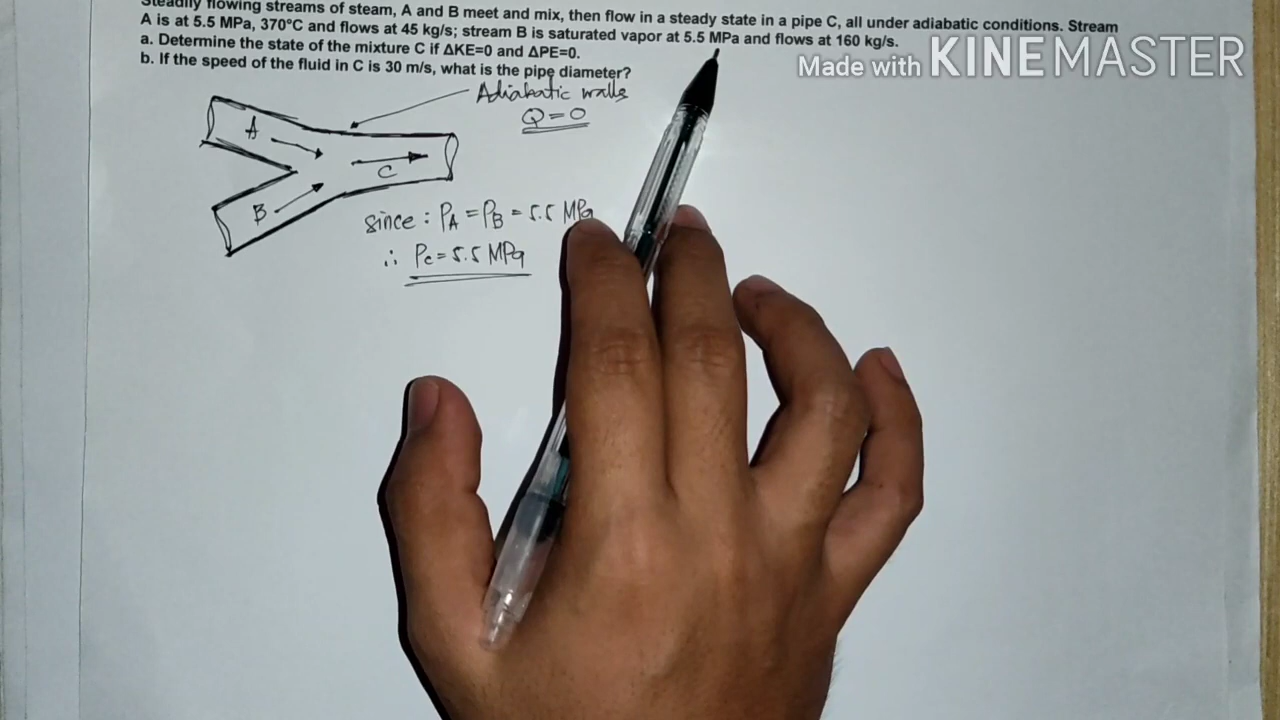 Steadily flowing streams of steam, A and B meet and mix, then flow in a steady state in a pipe C, all under adiabatic conditions. Stream
A is at 5.5 MPa, 370°C and flows at 45 kg/s; stream B is saturated vapor at 5.5 MPa and flows at 160 kg/s.
a. Determine the state of the mixture C if ΔKE=0 and ΔPE=0.
b. If the speed of the fluid in C is 30 m/s, what is the pipe diameter?
Made with KINEMASTER
Adiabatic walls
Q=0
A
C
B
since: PA = PB = 5.5 MPa
∴ Pc = 5.5 MPa